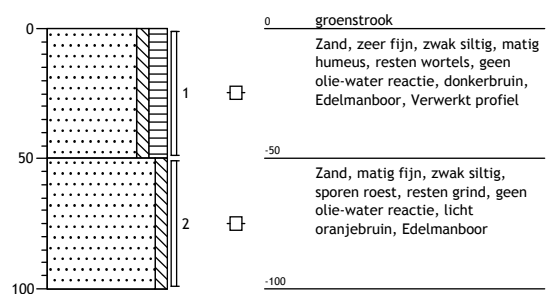 0
groenstrook
0
Zand, zeer fijn, zwak siltig, matig
humeus, resten wortels, geen
olie-water reactie, donkerbruin,
Edelmanboor, Verwerkt profiel
1
50
-50
Zand, matig fijn, zwak siltig,
sporen roest, resten grind, geen
olie-water reactie, licht
oranjebruin, Edelmanboor
2
100
-100